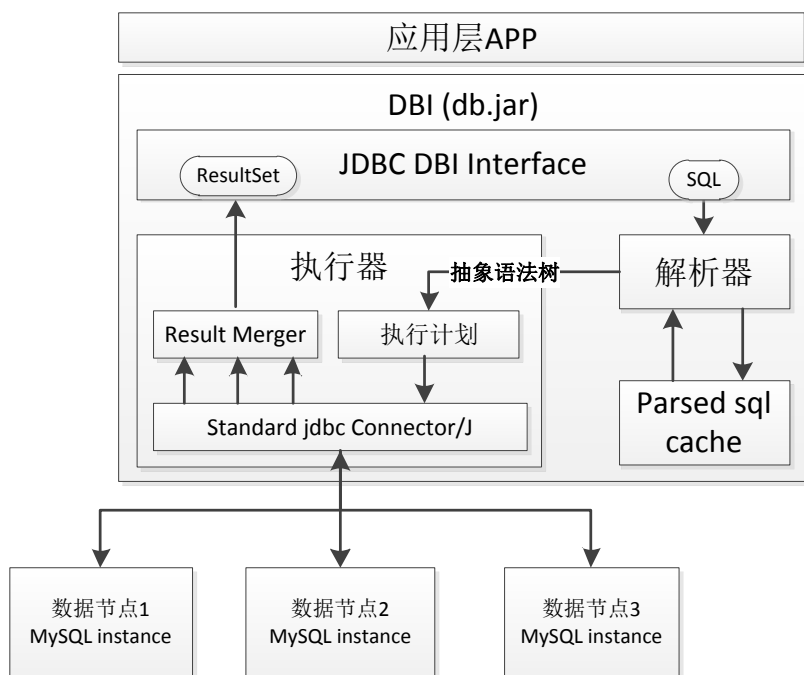 应用层APP
DBI (db.jar)
JDBC DBI Interface
ResultSet
SQL
执行器
抽象语法树
解析器
Result Merger
执行计划
Parsed sql
cache
Standard jdbc Connector/J
数据节点1
MySQL instance
数据节点2
MySQL instance
数据节点3
MySQL instance